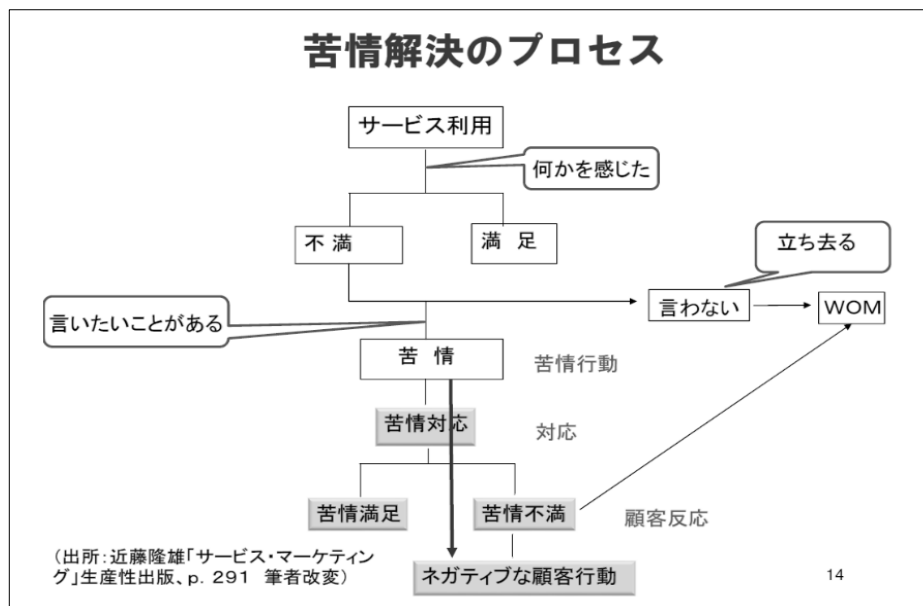 苦情解決のプロセス
サービス利用
何かを感じた
不 満
満 足
立ち去る
言いたいことがある
言わない
WOM
苦 情
苦情行動
苦情対応
対応
苦情満足
苦情不満
顧客反応
（出所：近藤隆雄「サービス・マーケティン
グ」生産性出版、p. 291　筆者改変）
ネガティブな顧客行動
14